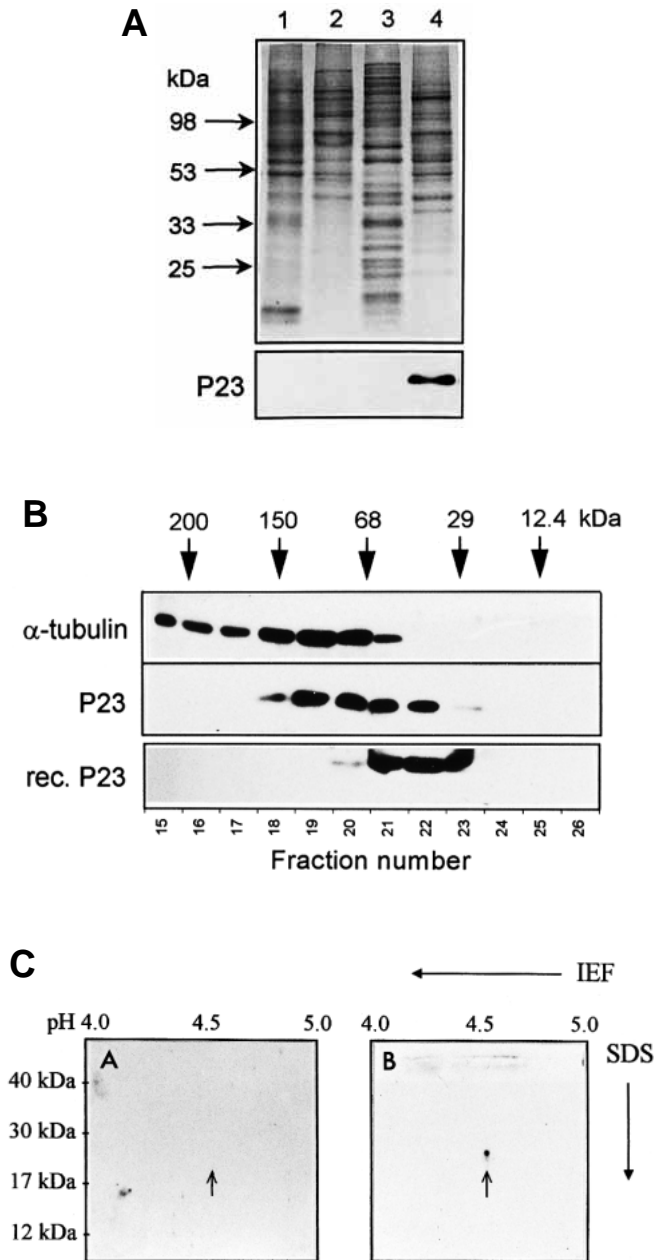 A
1 2 3 4
kDa
98
53
33
25
P23
B
200 150 68 29 12.4 kDa
α-tubulin
P23
rec. P23
15 16 17 18 19 20 21 22 23 24 25 26
Fraction number
C
IEF
pH 4.0 4.5 5.0 4.0 4.5 5.0
A B SDS
40 kDa
30 kDa
17 kDa
12 kDa